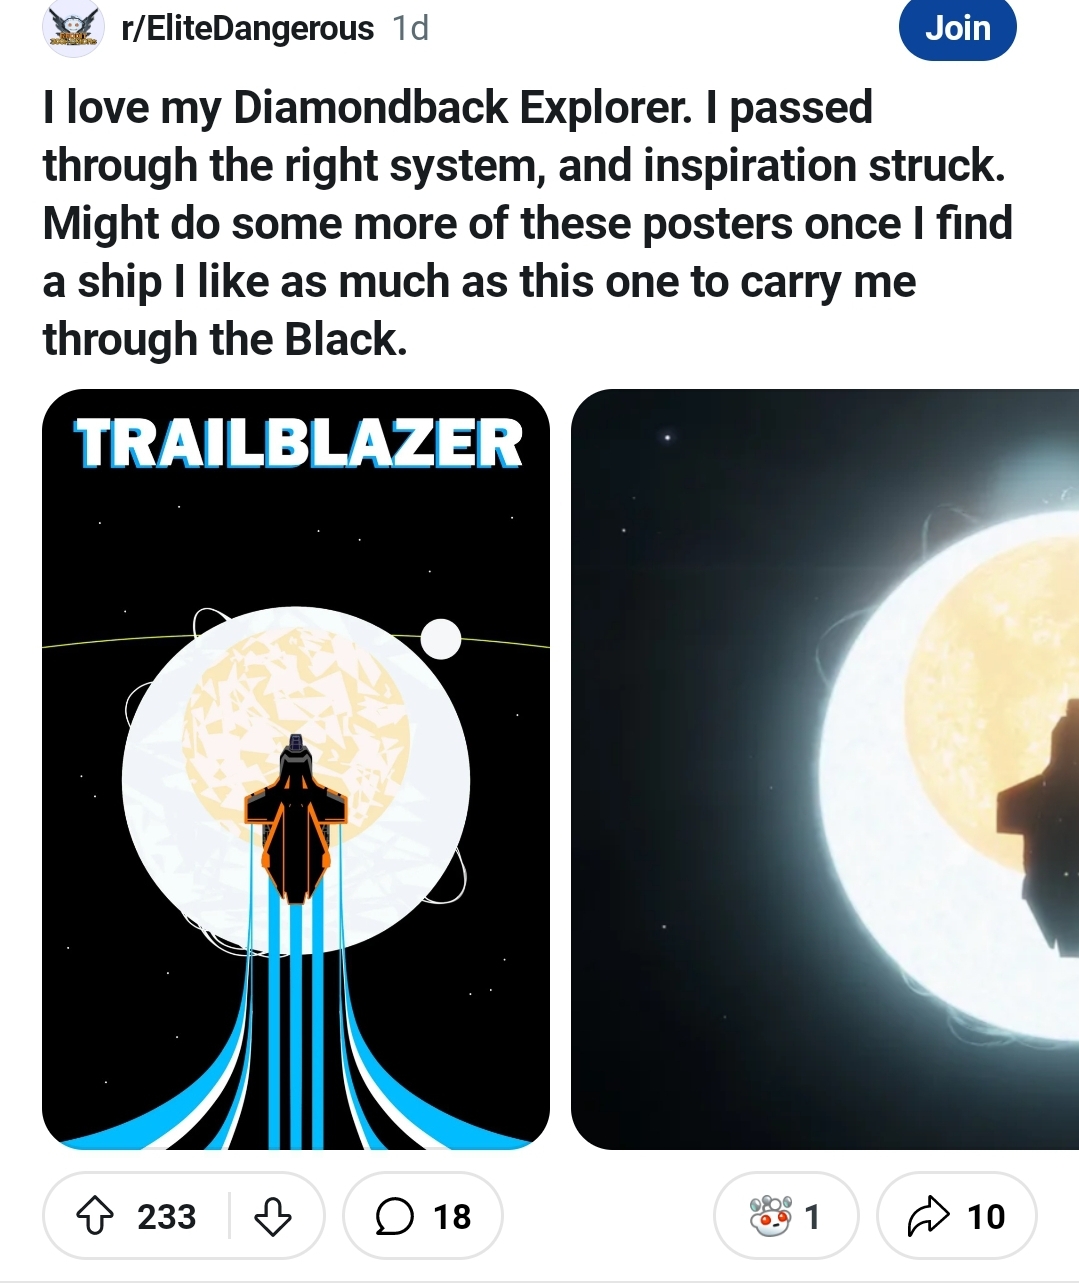 r/EliteDangerous 1d
Join
I love my Diamondback Explorer. I passed
through the right system, and inspiration struck.
Might do some more of these posters once I find
a ship I like as much as this one to carry me
through the Black.
TRAILBLAZER
233
18
1
10